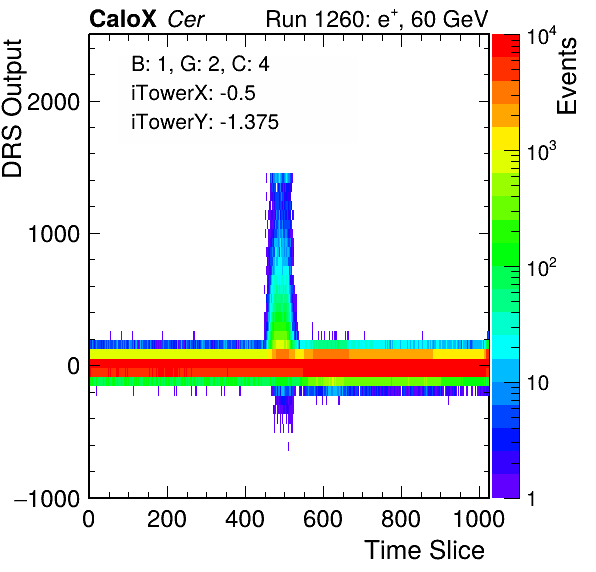 CaloX Cer
Run 1260: e⁺, 60 GeV
B: 1, G: 2, C: 4
iTowerX: -0.5
iTowerY: -1.375
DRS Output
2000
1000
0
−1000
0 200 400 600 800 1000
Time Slice
Events
10⁴
10³
10²
10
1